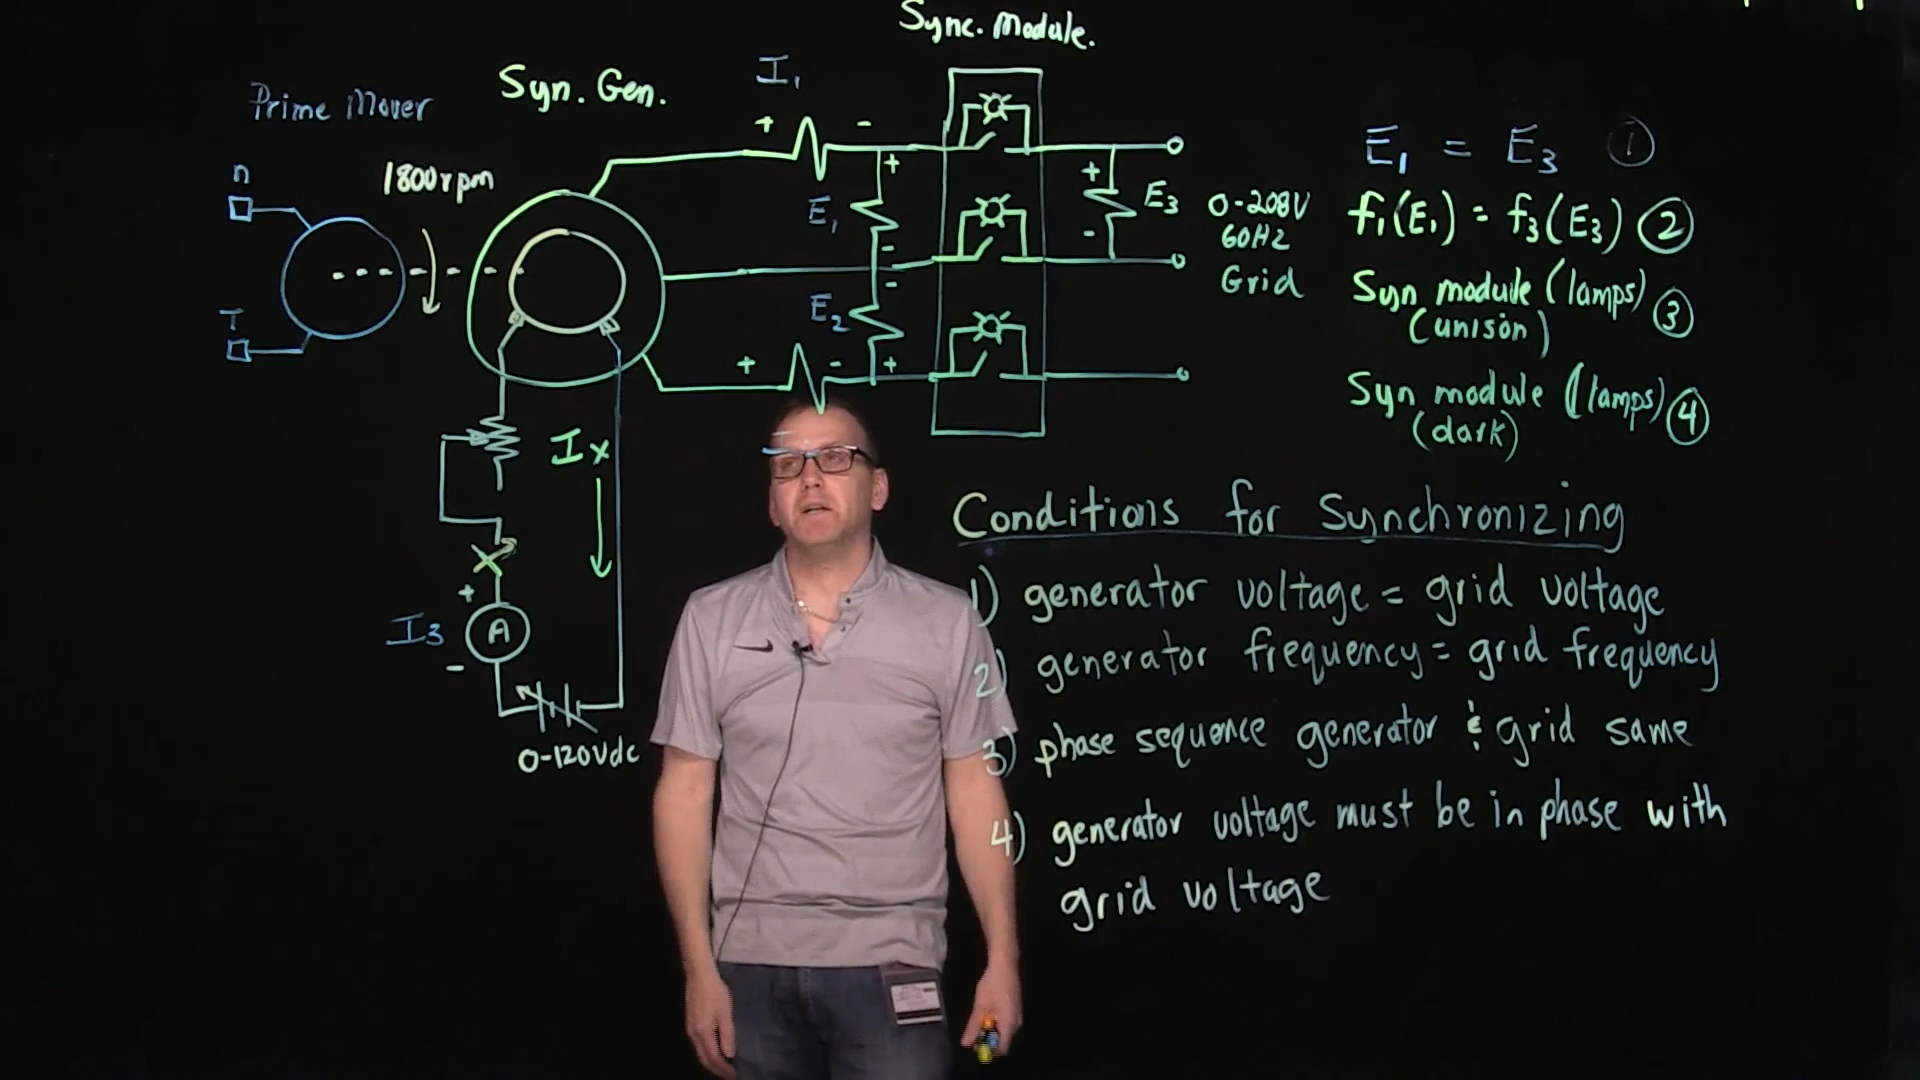 Sync. Module.
Prime Mover
Syn. Gen.
I1
n
1800rpm
T
+ -
E1
+
-
-
E2
+
+ -
+
E3
-
0-208V
60Hz
Grid
E1 = E3 ①
f1(E1) = f3(E3) ②
Syn module (lamps) ③
(unison)
Syn module (lamps) ④
(dark)
Ix
+
I3
A
-
0-120Vdc
Conditions for Synchronizing
1) generator voltage = grid voltage
2) generator frequency = grid frequency
3) phase sequence generator & grid same
4) generator voltage must be in phase with
grid voltage